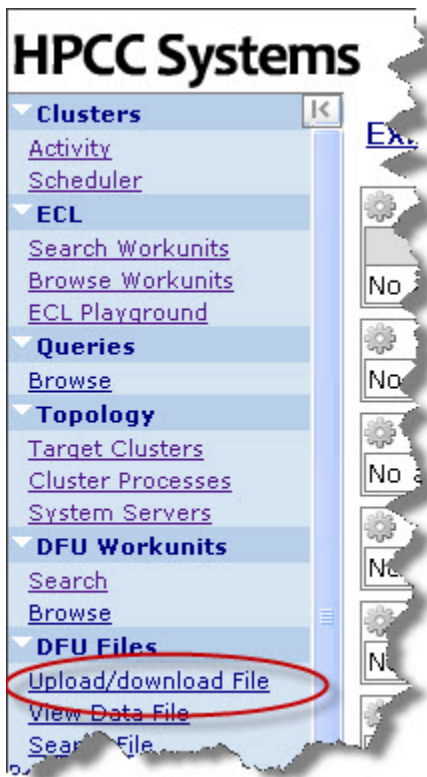 HPCC Systems
Clusters
Activity
Scheduler
ECL
Search Workunits
Browse Workunits
ECL Playground
Queries
Browse
Topology
Target Clusters
Cluster Processes
System Servers
DFU Workunits
Search
Browse
DFU Files
Upload/download File
View Data File
File
No
No
No
No